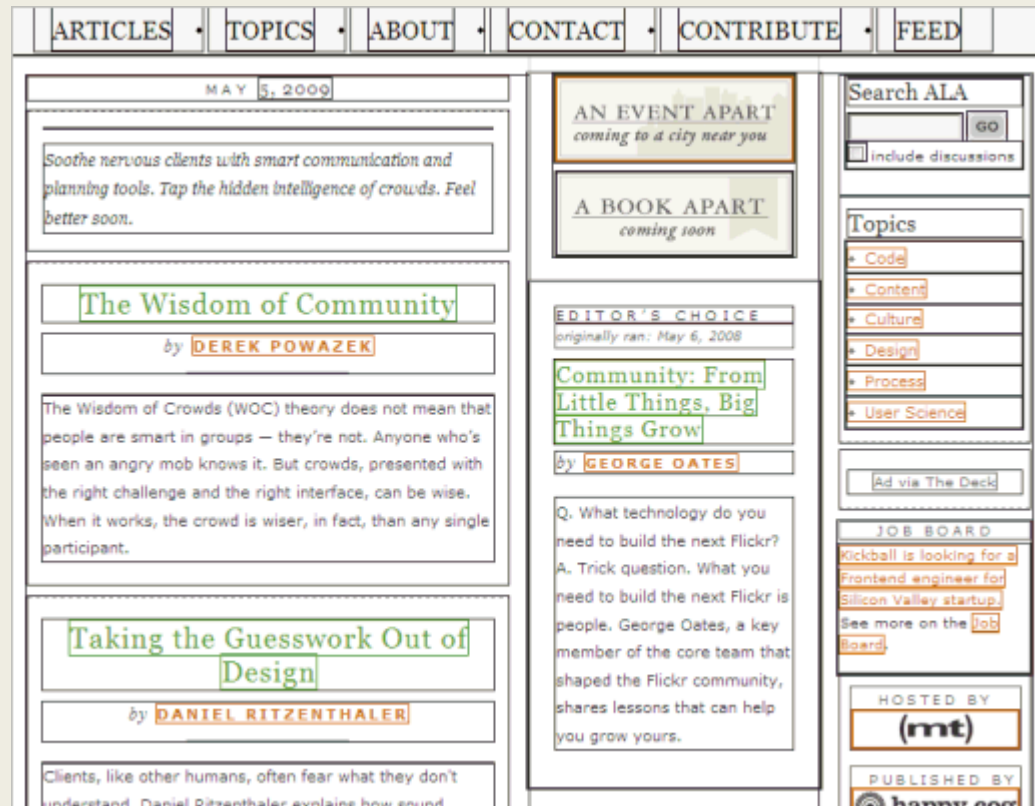 ARTICLES • TOPICS • ABOUT • CONTACT • CONTRIBUTE • FEED
MAY 5, 2009
Soothe nervous clients with smart communication and
planning tools. Tap the hidden intelligence of crowds. Feel
better soon.
The Wisdom of Community
by DEREK POWAZEK
The Wisdom of Crowds (WOC) theory does not mean that
people are smart in groups — they’re not. Anyone who’s
seen an angry mob knows it. But crowds, presented with
the right challenge and the right interface, can be wise.
When it works, the crowd is wiser, in fact, than any single
participant.
Taking the Guesswork Out of
Design
by DANIEL RITZENTHALER
Clients, like other humans, often fear what they don’t
understand. Daniel Ritzenthaler explains how sound
AN EVENT APART
coming to a city near you
A BOOK APART
coming soon
EDITOR’S CHOICE
originally ran: May 6, 2008
Community: From
Little Things, Big
Things Grow
by GEORGE OATES
Q. What technology do you
need to build the next Flickr?
A. Trick question. What you
need to build the next Flickr is
people. George Oates, a key
member of the core team that
shaped the Flickr community,
shares lessons that can help
you grow yours.
Search ALA
GO
include discussions
Topics
+ Code
+ Content
+ Culture
+ Design
+ Process
+ User Science
Ad via The Deck
JOB BOARD
Kickball is looking for a
Frontend engineer for
Silicon Valley startup.
See more on the Job
Board.
HOSTED BY
(mt)
PUBLISHED BY
happy cog